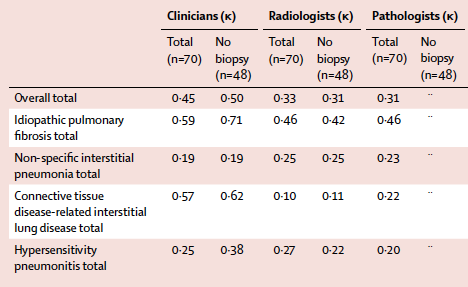 Clinicians (κ) Radiologists (κ) Pathologists (κ)
Total No Total No Total No
(n=70) biopsy (n=70) biopsy (n=70) biopsy
(n=48) (n=48) (n=48)
Overall total 0·45 0·50 0·33 0·31 0·31 ··
Idiopathic pulmonary 0·59 0·71 0·46 0·42 0·46 ··
fibrosis total
Non-specific interstitial 0·19 0·19 0·25 0·25 0·23 ··
pneumonia total
Connective tissue 0·57 0·62 0·10 0·11 0·22 ··
disease-related interstitial
lung disease total
Hypersensitivity 0·25 0·38 0·27 0·22 0·20 ··
pneumonitis total